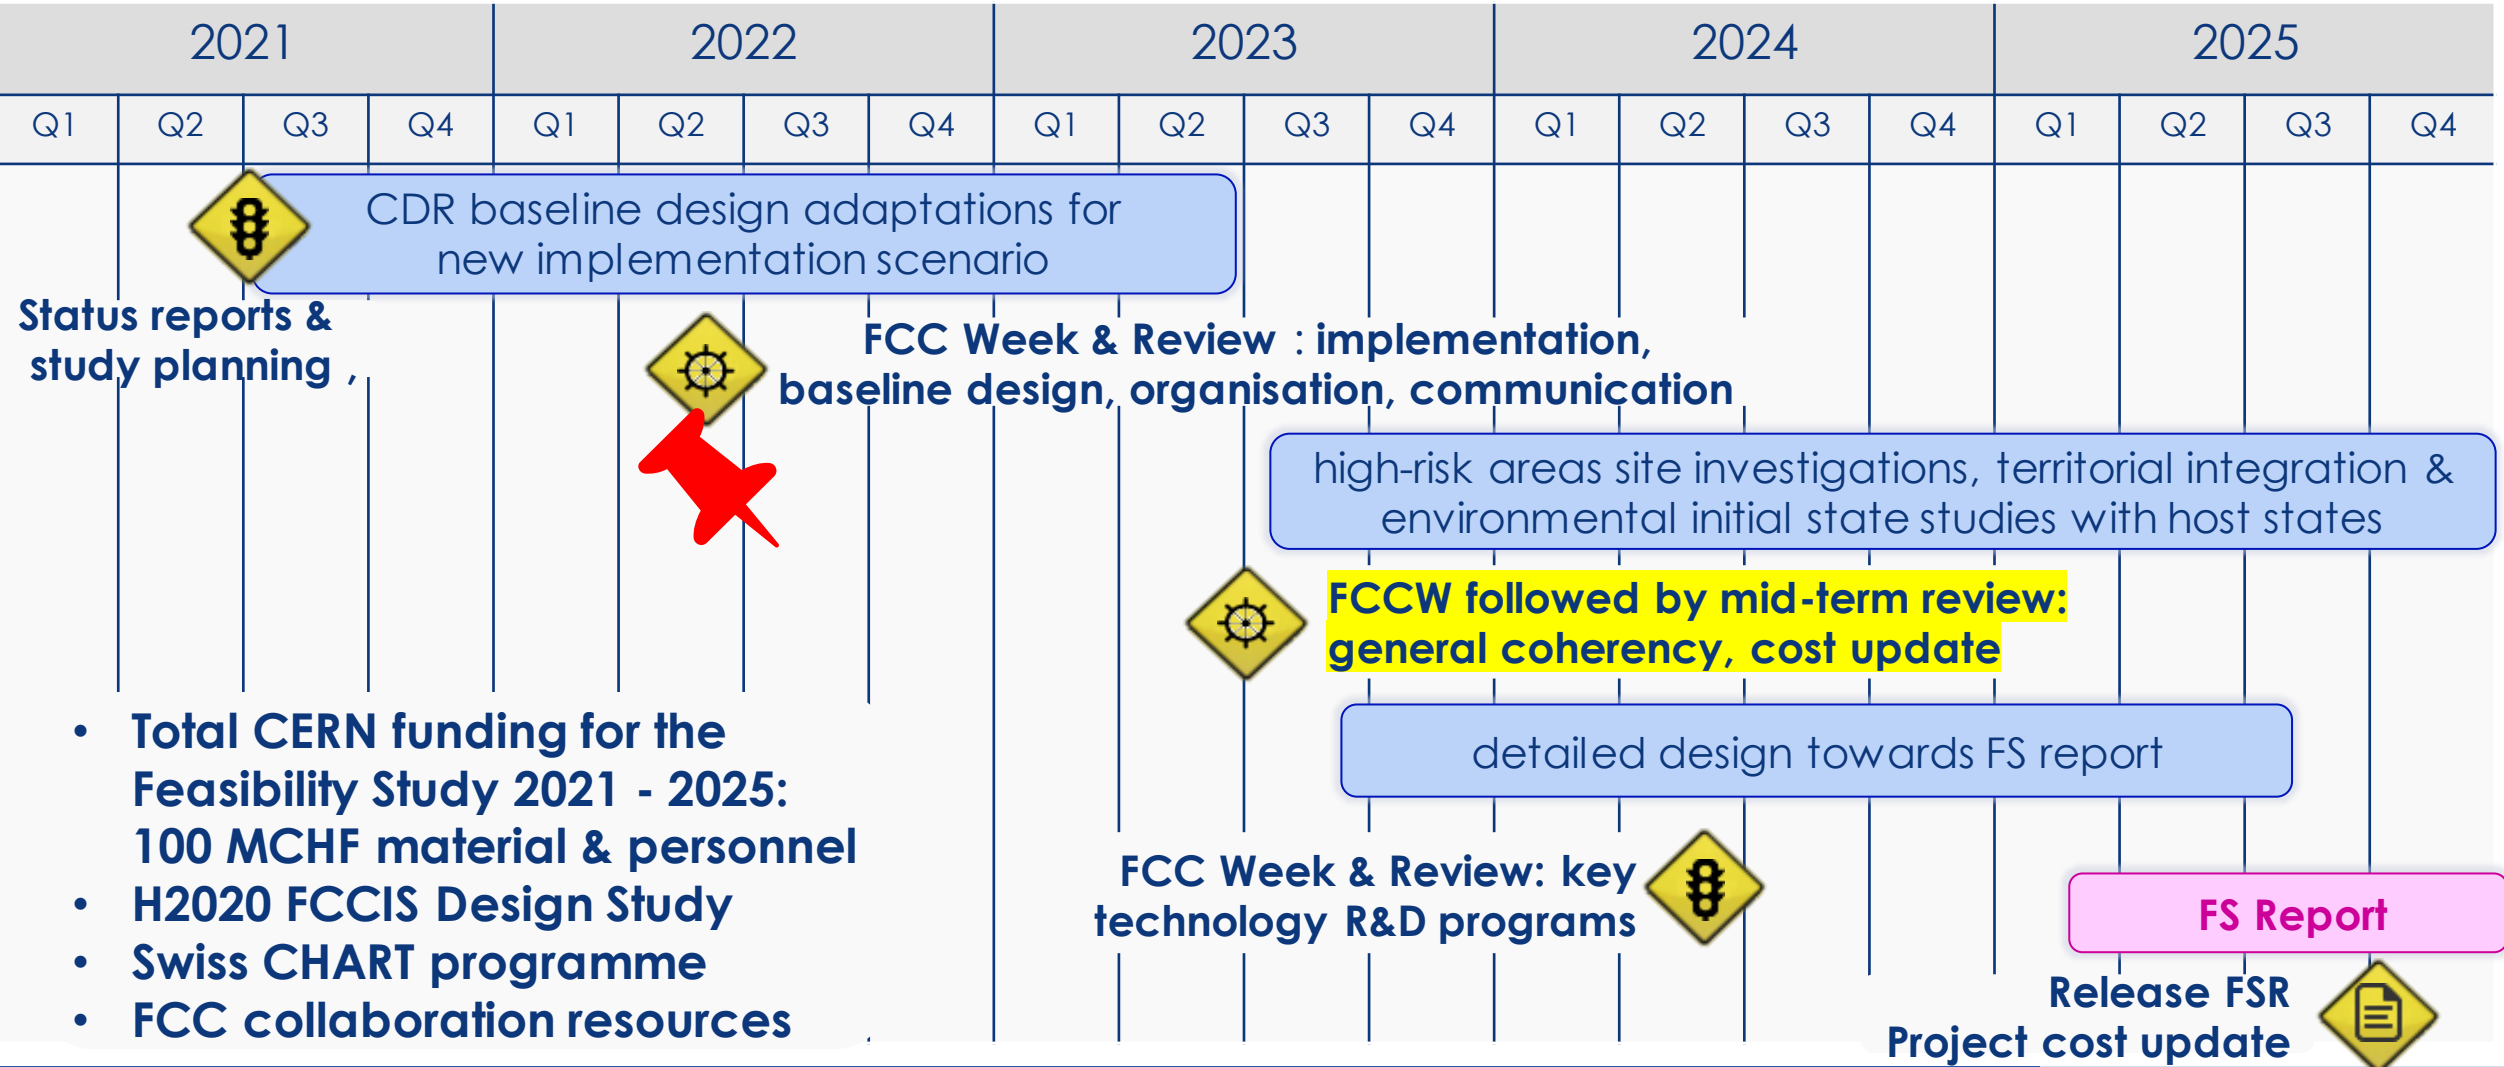 2021 2022 2023 2024 2025
Q1 Q2 Q3 Q4 Q1 Q2 Q3 Q4 Q1 Q2 Q3 Q4 Q1 Q2 Q3 Q4 Q1 Q2 Q3 Q4
CDR baseline design adaptations for
new implementation scenario
Status reports &
study planning ,
FCC Week & Review : implementation,
baseline design, organisation, communication
high-risk areas site investigations, territorial integration &
environmental initial state studies with host states
FCCW followed by mid-term review:
general coherency, cost update
• Total CERN funding for the
Feasibility Study 2021 - 2025:
100 MCHF material & personnel
• H2020 FCCIS Design Study
• Swiss CHART programme
• FCC collaboration resources
detailed design towards FS report
FCC Week & Review: key
technology R&D programs
FS Report
Release FSR
Project cost update